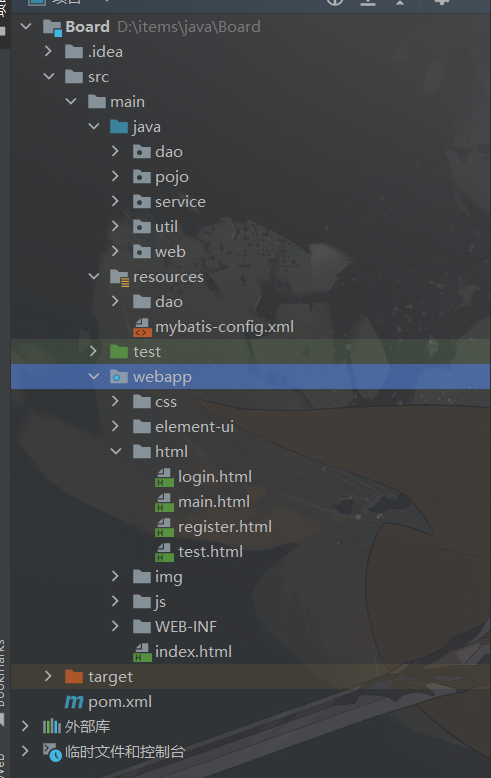 项目
Board D:\items\java\Board
.idea
src
main
java
dao
pojo
service
util
web
resources
dao
mybatis-config.xml
test
webapp
css
element-ui
html
login.html
main.html
register.html
test.html
img
js
WEB-INF
index.html
target
pom.xml
外部库
临时文件和控制台